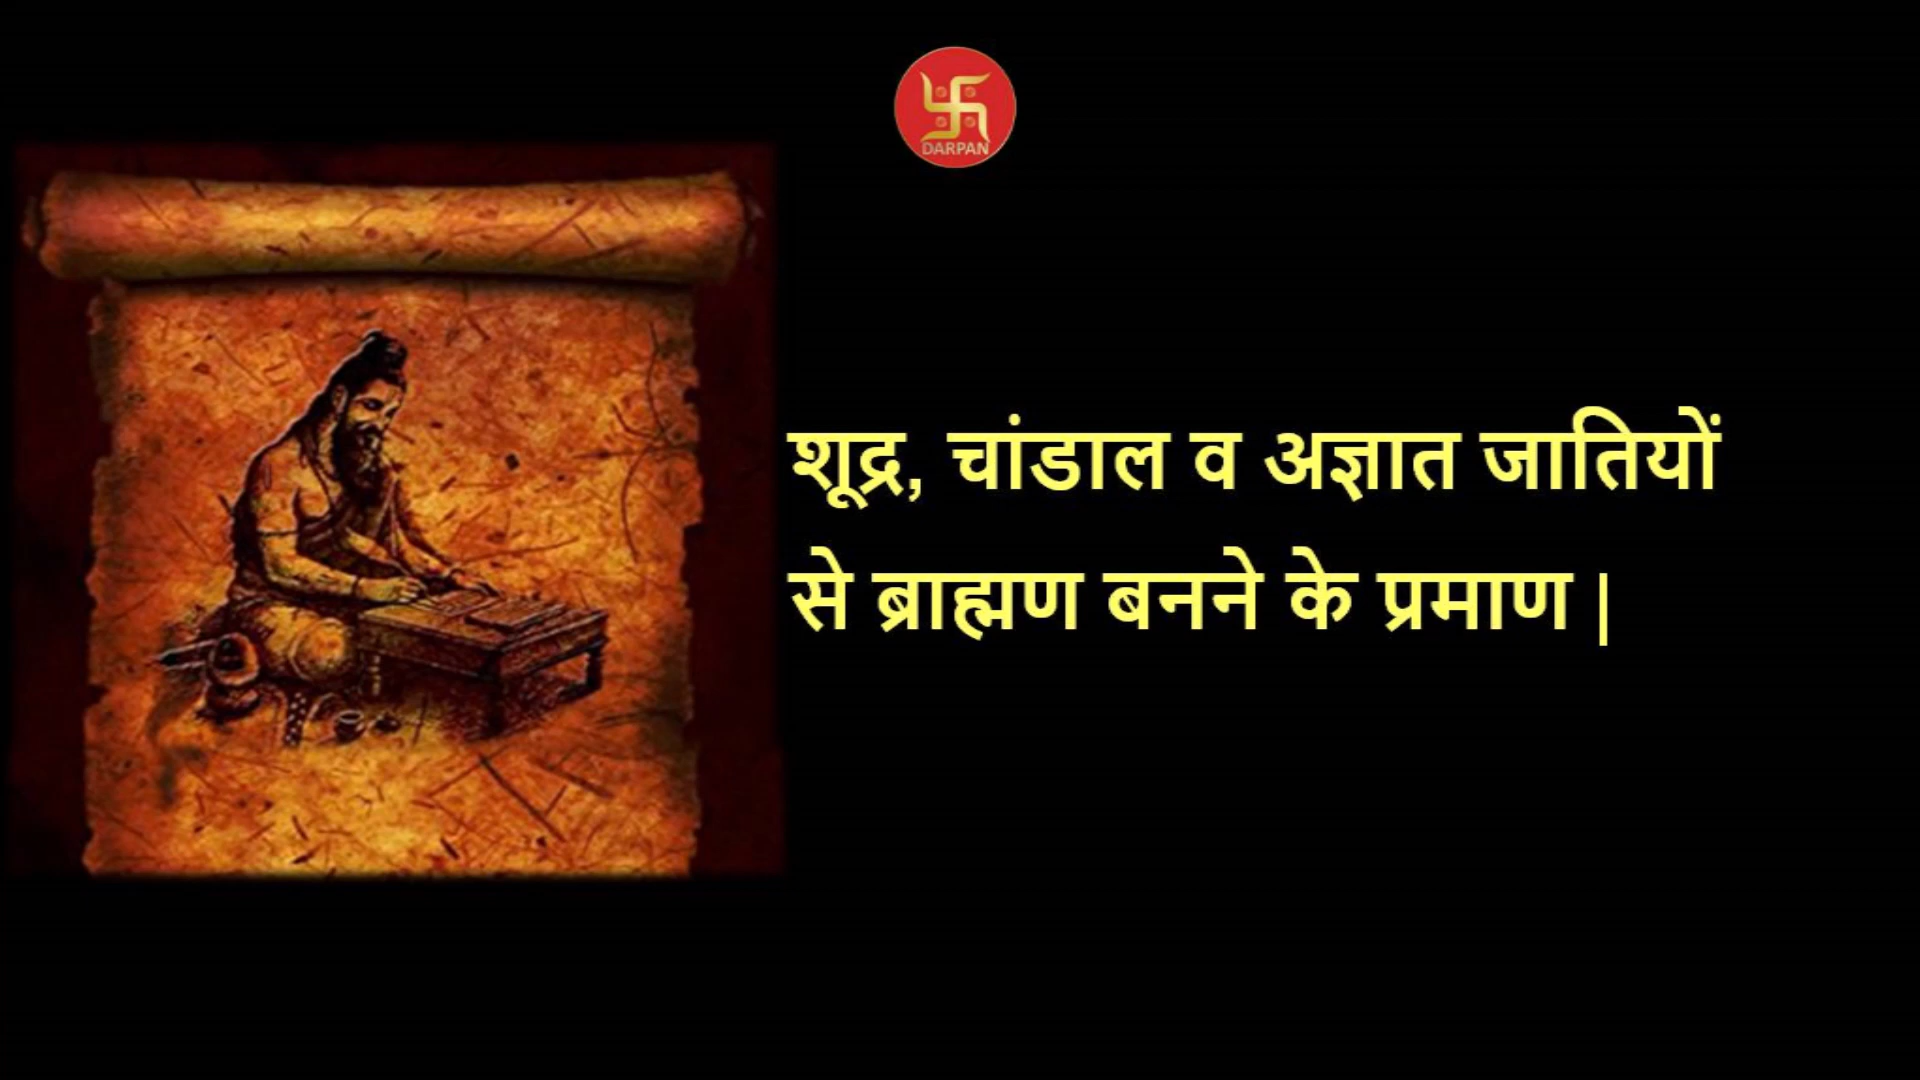 DARPAN
शूद्र, चांडाल व अज्ञात जातियों
से ब्राह्मण बनने के प्रमाण |